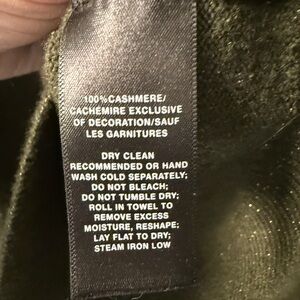 100%CASHMERE/
CACHEMIRE EXCLUSIVE
OF DECORATION/SAUF
LES GARNITURES
DRY CLEAN
RECOMMENDED OR HAND
WASH COLD SEPARATELY;
DO NOT BLEACH;
DO NOT TUMBLE DRY;
ROLL IN TOWEL TO
REMOVE EXCESS
MOISTURE, RESHAPE;
LAY FLAT TO DRY;
STEAM IRON LOW